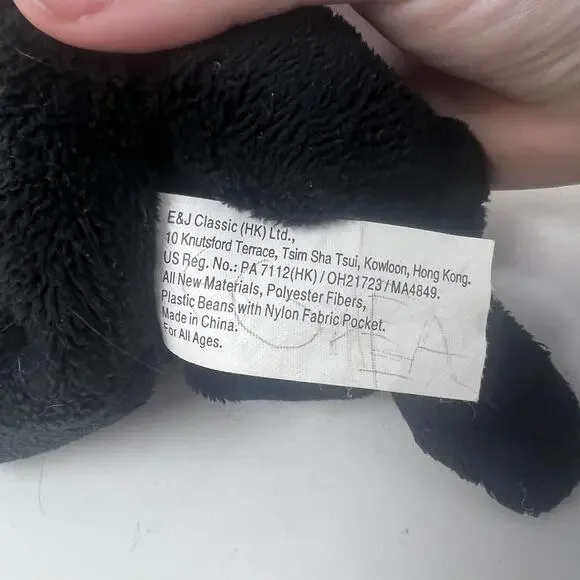 E&J Classic (HK) Ltd.,
10 Knutsford Terrace, Tsim Sha Tsui, Kowloon, Hong Kong.
US Reg. No.: PA 7112(HK) / OH21723 / MA4849.
All New Materials, Polyester Fibers,
Plastic Beans with Nylon Fabric Pocket.
Made in China.
For All Ages.